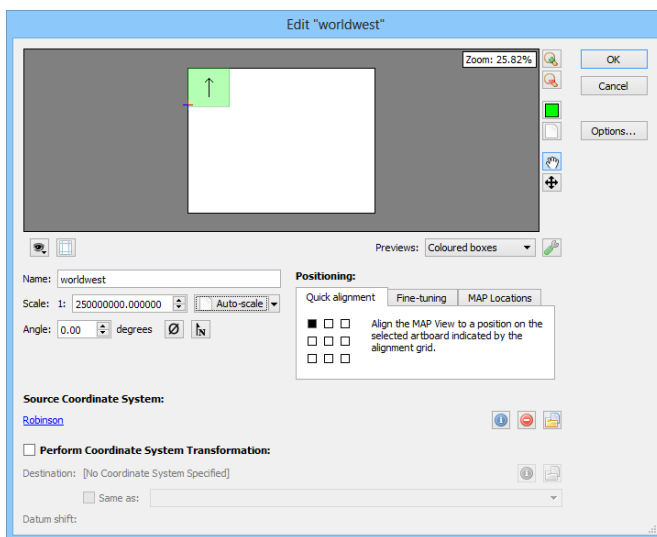 Edit "worldwest"
Zoom: 25.82%
OK
Cancel
Options...
Previews: Coloured boxes
Name: worldwest
Scale: 1: 250000000.000000 Auto-scale
Angle: 0.00 degrees Ø N
Positioning:
Quick alignment Fine-tuning MAP Locations
Align the MAP View to a position on the
selected artboard indicated by the
alignment grid.
Source Coordinate System:
Robinson
Perform Coordinate System Transformation:
Destination: [No Coordinate System Specified]
Same as:
Datum shift: